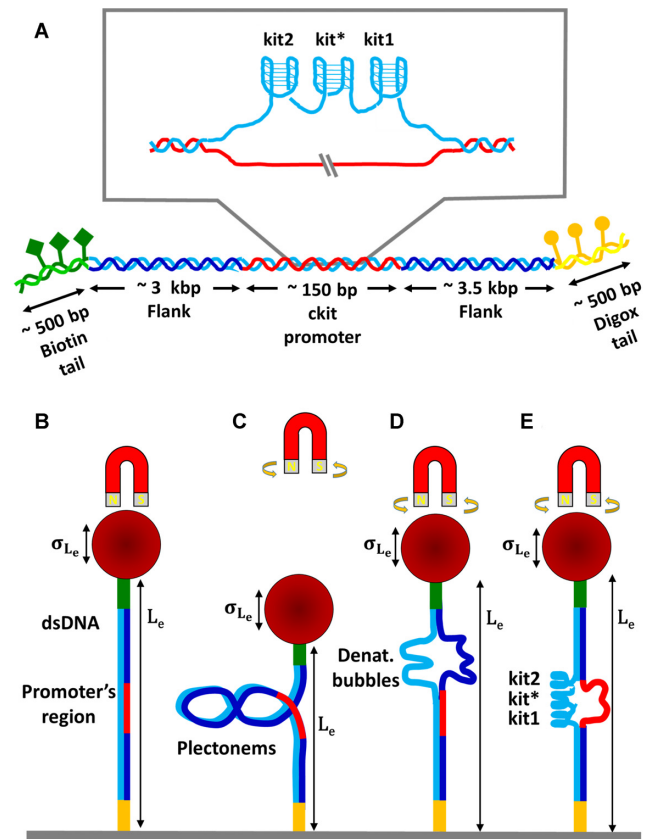 A
kit2 kit* kit1
~ 500 bp
Biotin
tail
~ 3 kbp
Flank
~ 150 bp
ckit
promoter
~ 3.5 kbp
Flank
~ 500 bp
Digox
tail
B
N S
σLe
Le
dsDNA
Promoter's
region
C
N S
σLe
Le
Plectonems
D
N S
σLe
Le
Denat.
bubbles
E
N S
σLe
Le
kit2
kit*
kit1